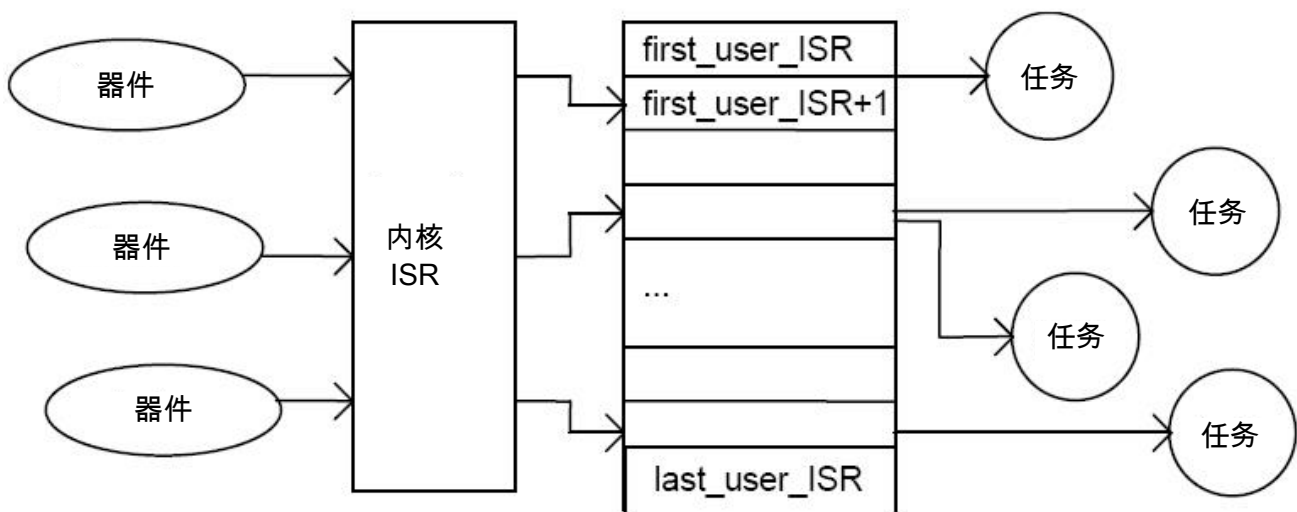 器件
器件
器件
内核
ISR
first_user_ISR
first_user_ISR+1
...
last_user_ISR
任务
任务
任务
任务